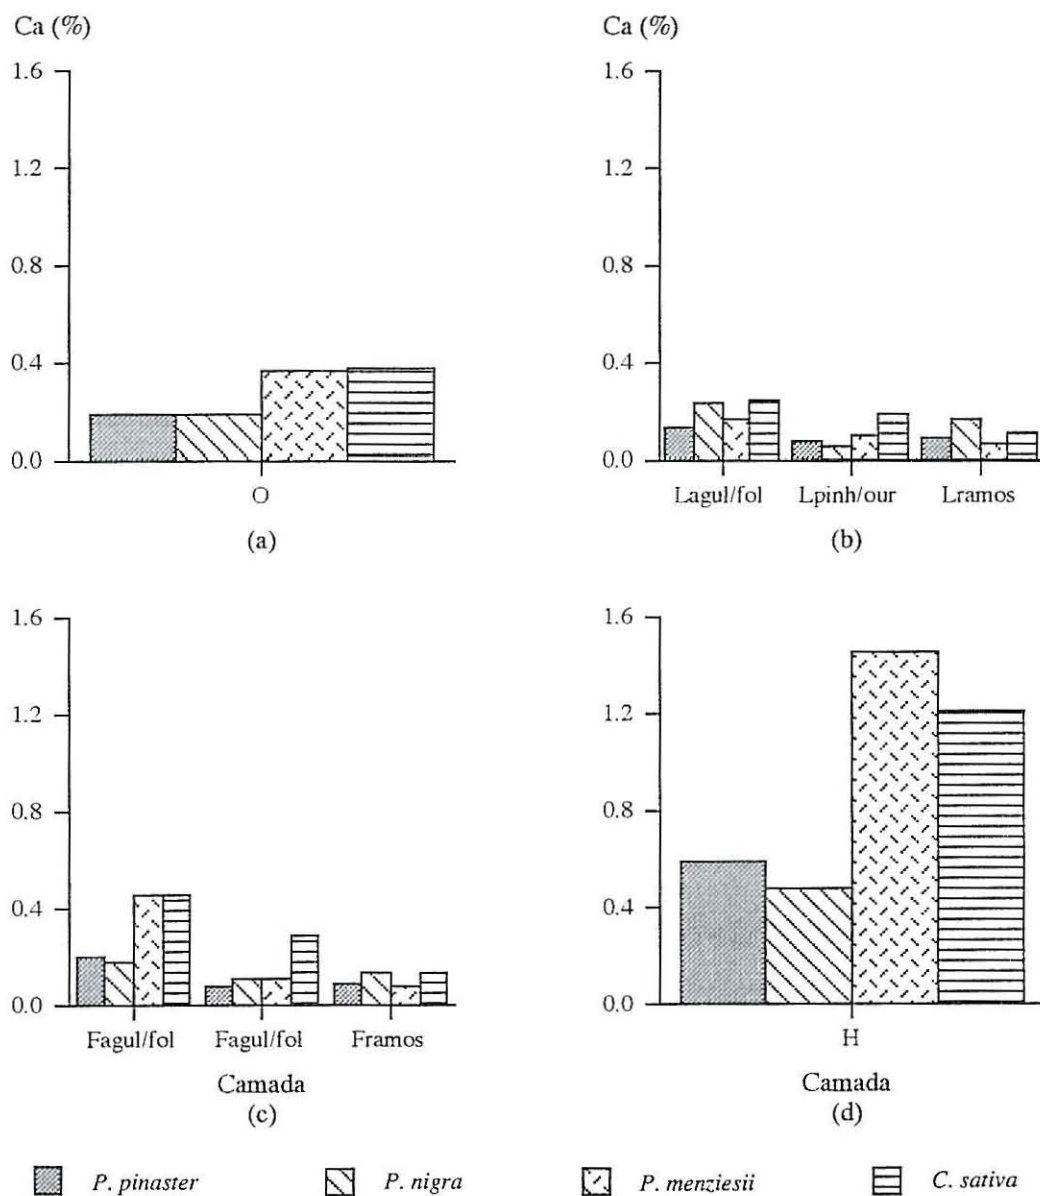 Ca (%)
1.6
1.2
0.8
0.4
0.0
O
(a)
Ca (%)
1.6
1.2
0.8
0.4
0.0
Lagul/fol Lpinh/our Lramos
(b)
1.6
1.2
0.8
0.4
0.0
Fagul/fol Fagul/fol Framos
Camada
(c)
1.6
1.2
0.8
0.4
0.0
H
Camada
(d)
P. pinaster P. nigra P. menziesii C. sativa